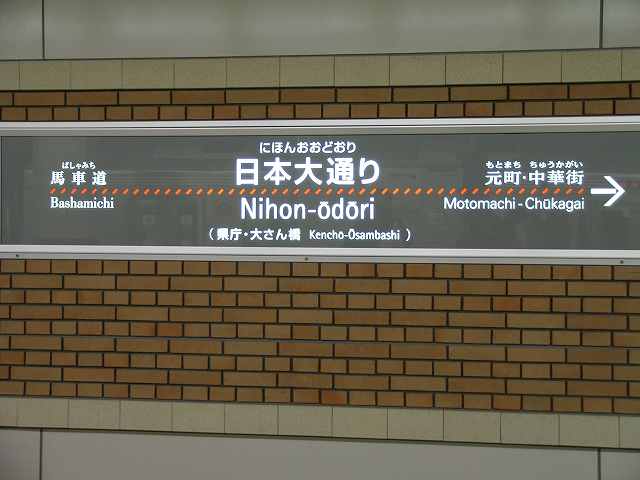 にほんおおどおり
ばしゃみち
馬車道
日本大通り
もとまち ちゅうかがい
元町・中華街
Bashamichi
Nihon-ōdōri
Motomachi-Chūkagai
(県庁・大さん橋 Kenchō-Ōsambashi)